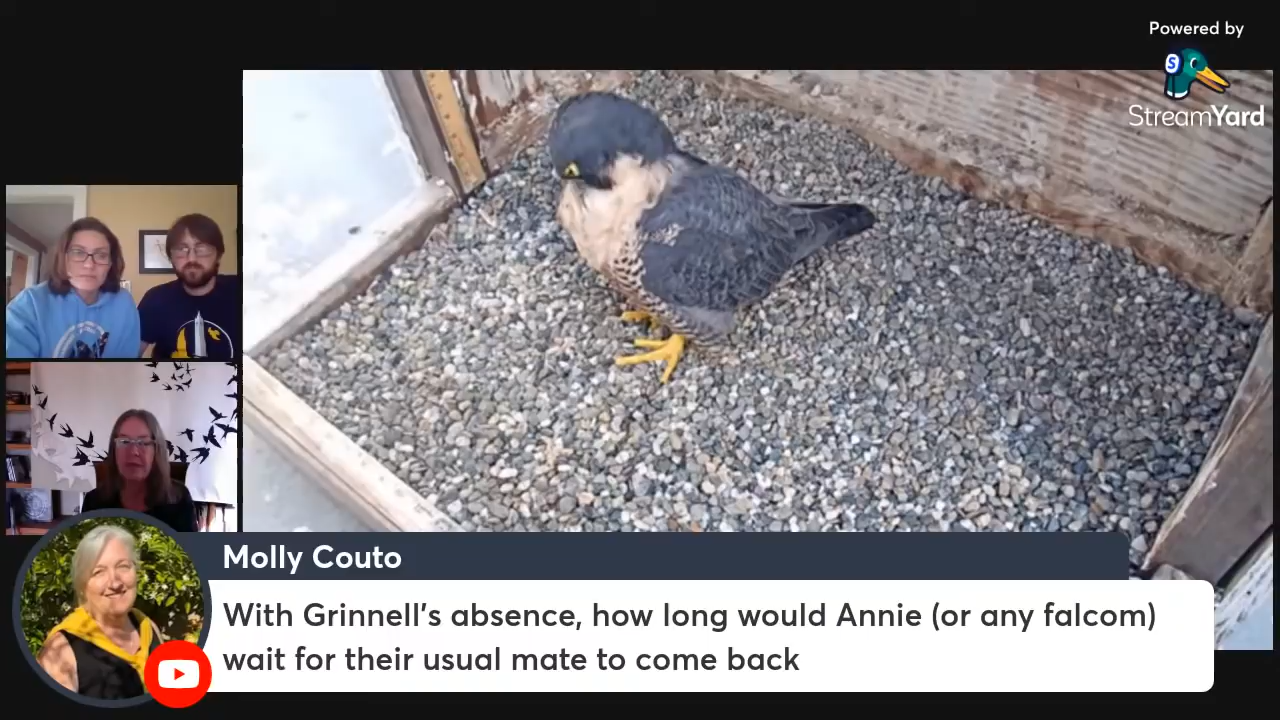 Powered by
S
StreamYard
Molly Couto
With Grinnell's absence, how long would Annie (or any falcom)
wait for their usual mate to come back